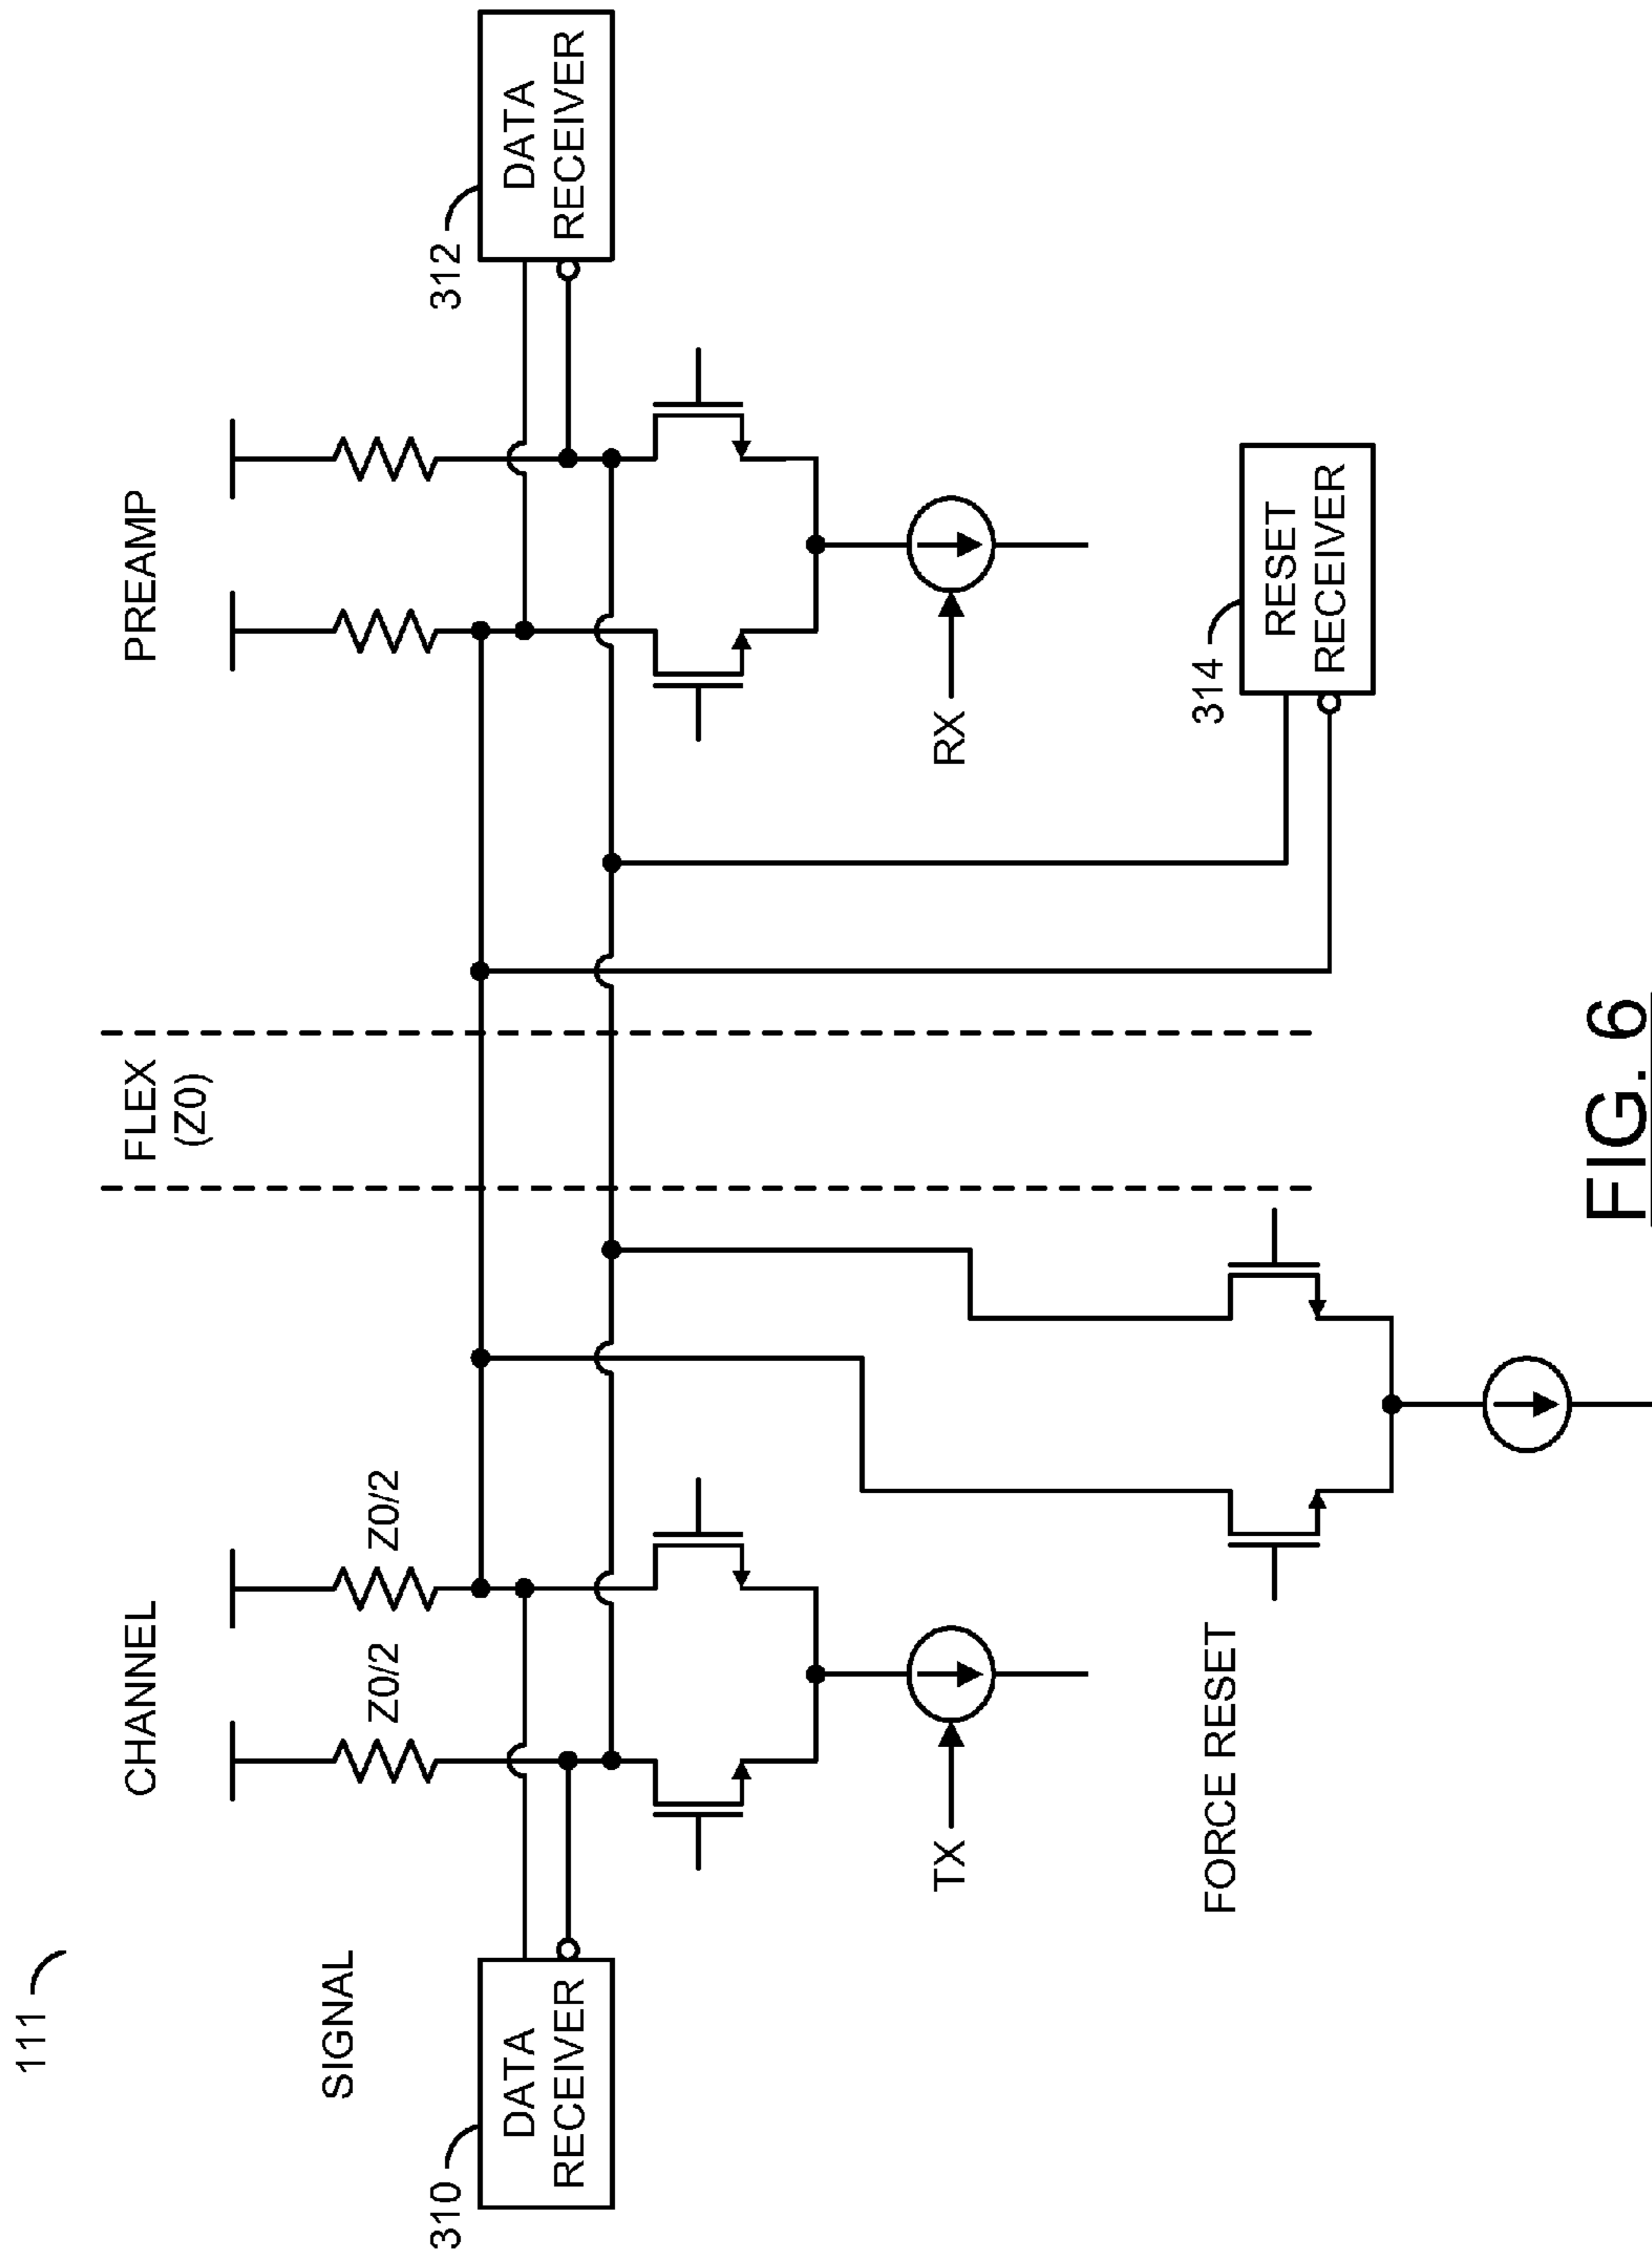 111
CHANNEL
FLEX
(Z0)
PREAMP
SIGNAL
Z0/2
Z0/2
310
DATA
RECEIVER
312
DATA
RECEIVER
TX
RX
FORCE RESET
314
RESET
RECEIVER
FIG. 6